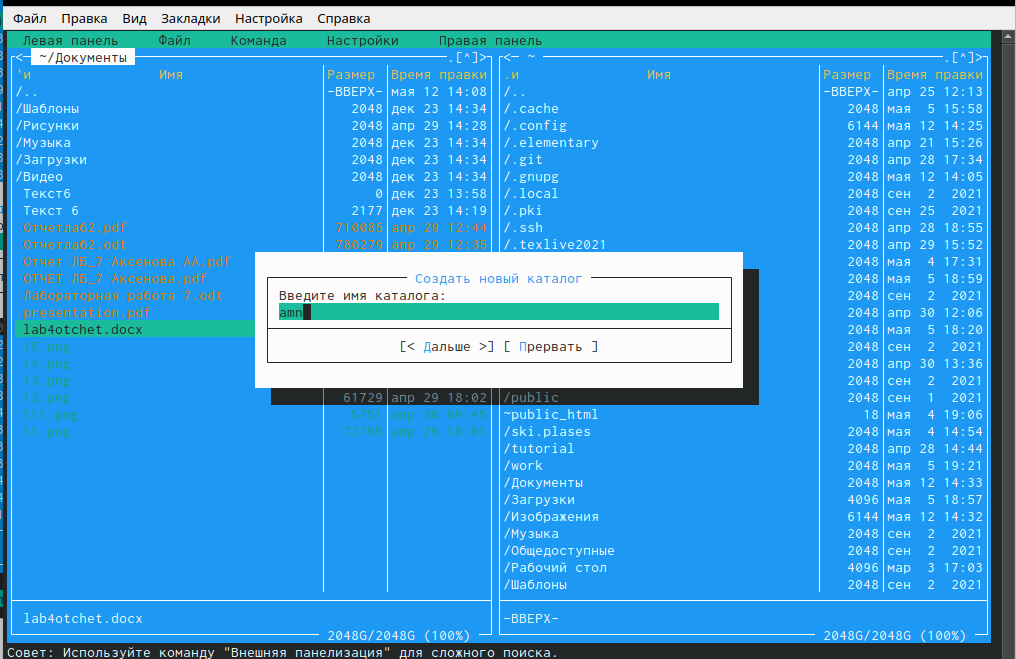 Файл Правка Вид Закладки Настройка Справка
Левая панель Файл Команда Настройки Правая панель
<─ ~/Документы .[^]> <─ ~ .[^]>
'и Имя Размер Время правки .и Имя Размер Время правки
/.. -ВВЕРХ- мая 12 14:08 /.. -ВВЕРХ- апр 25 12:13
/Шаблоны 2048 дек 23 14:34 /.cache 2048 мая 5 15:58
/Рисунки 2048 апр 29 14:28 /.config 6144 мая 12 14:25
/Музыка 2048 дек 23 14:34 /.elementary 2048 апр 21 15:26
/Загрузки 2048 дек 23 14:34 /.git 2048 апр 28 17:34
/Видео 2048 дек 23 14:34 /.gnupg 2048 мая 12 14:05
Текст6 0 дек 23 13:58 /.local 2048 сен 2 2021
Текст 6 2177 дек 23 14:19 /.pki 2048 сен 25 2021
Отчетлаб2.pdf 710085 апр 29 12:44 /.ssh 2048 апр 28 18:55
Отчетлаб2.odt 780279 апр 29 12:35 /.texlive2021 2048 апр 29 15:52
Отчет ЛБ_7 Аксенова АА.pdf 2048 мая 4 17:31
ОТЧЕТ ЛБ_7 Аксенова.pdf Создать новый каталог 2048 мая 5 18:59
Лабораторная работа 7.odt Введите имя каталога: 2048 сен 2 2021
presentation.pdf amn 2048 апр 30 12:06
lab4otchet.docx 2048 мая 5 18:20
15.png [< Дальше >] [ Прервать ] 2048 сен 2 2021
14.png 2048 апр 30 13:36
13.png 2048 сен 2 2021
12.png 61729 апр 29 18:02 /public 2048 сен 1 2021
111.png 5751 апр 30 09:45 ~public_html 18 мая 4 19:06
11.png 73795 апр 29 18:01 /ski.plases 2048 мая 4 14:54
/tutorial 2048 апр 28 14:44
/work 2048 мая 5 19:21
/Документы 2048 мая 12 14:33
/Загрузки 4096 мая 5 18:57
/Изображения 6144 мая 12 14:32
/Музыка 2048 сен 2 2021
/Общедоступные 2048 сен 2 2021
/Рабочий стол 4096 мар 3 17:03
/Шаблоны 2048 сен 2 2021
lab4otchet.docx -ВВЕРХ-
2048G/2048G (100%) 2048G/2048G (100%)
Совет: Используйте команду "Внешняя панелизация" для сложного поиска.